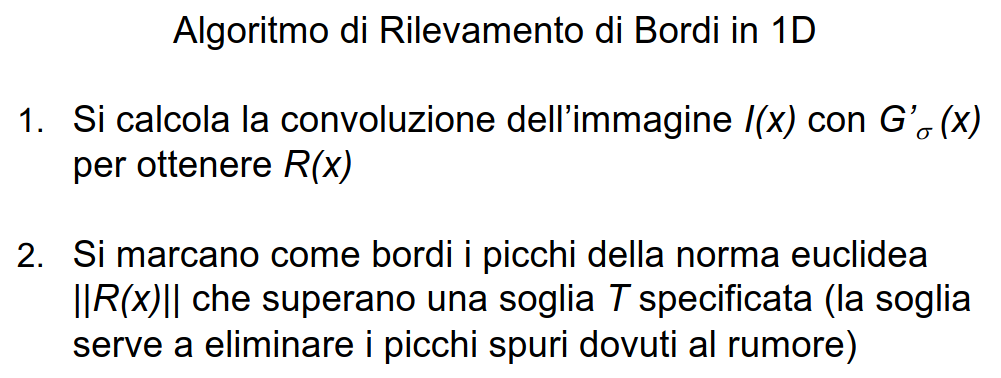 Algoritmo di Rilevamento di Bordi in 1D
1. Si calcola la convoluzione dell’immagine I(x) con G’σ (x)
per ottenere R(x)
2. Si marcano come bordi i picchi della norma euclidea
||R(x)|| che superano una soglia T specificata (la soglia
serve a eliminare i picchi spuri dovuti al rumore)